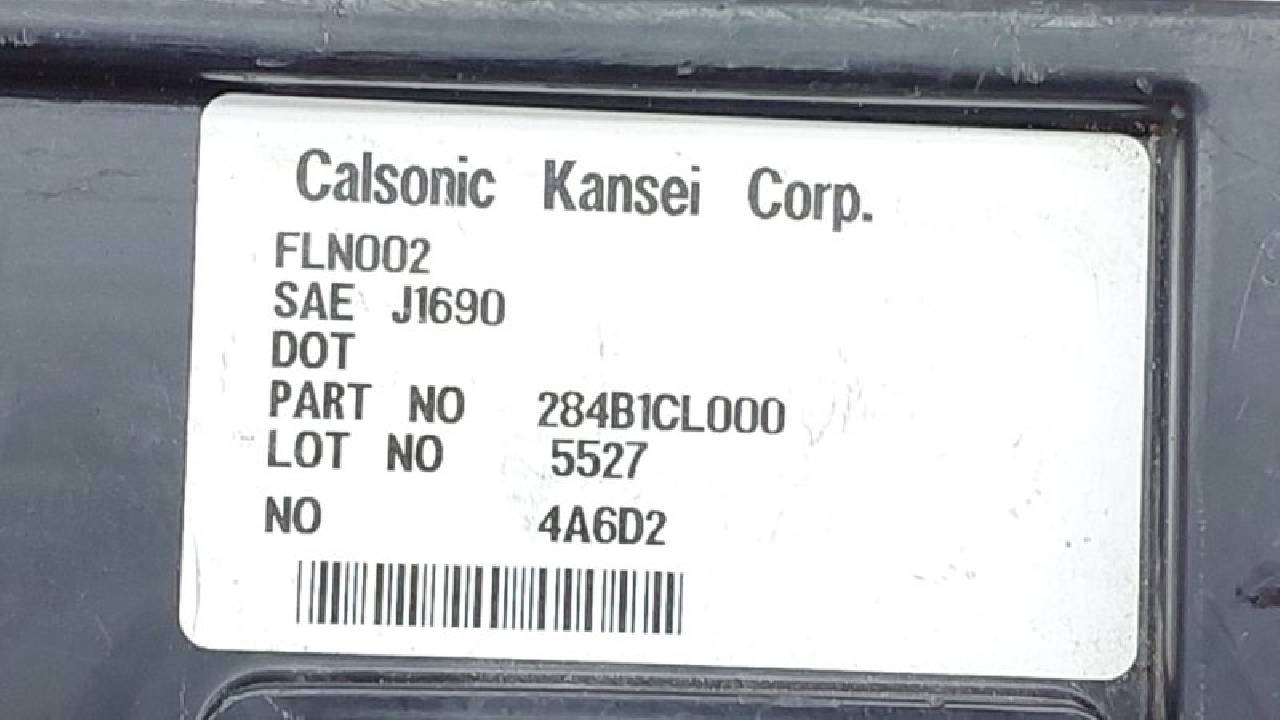 Calsonic Kansei Corp.
FLN002
SAE J1690
DOT
PART NO 284B1CL000
LOT NO 5527
NO 4A6D2